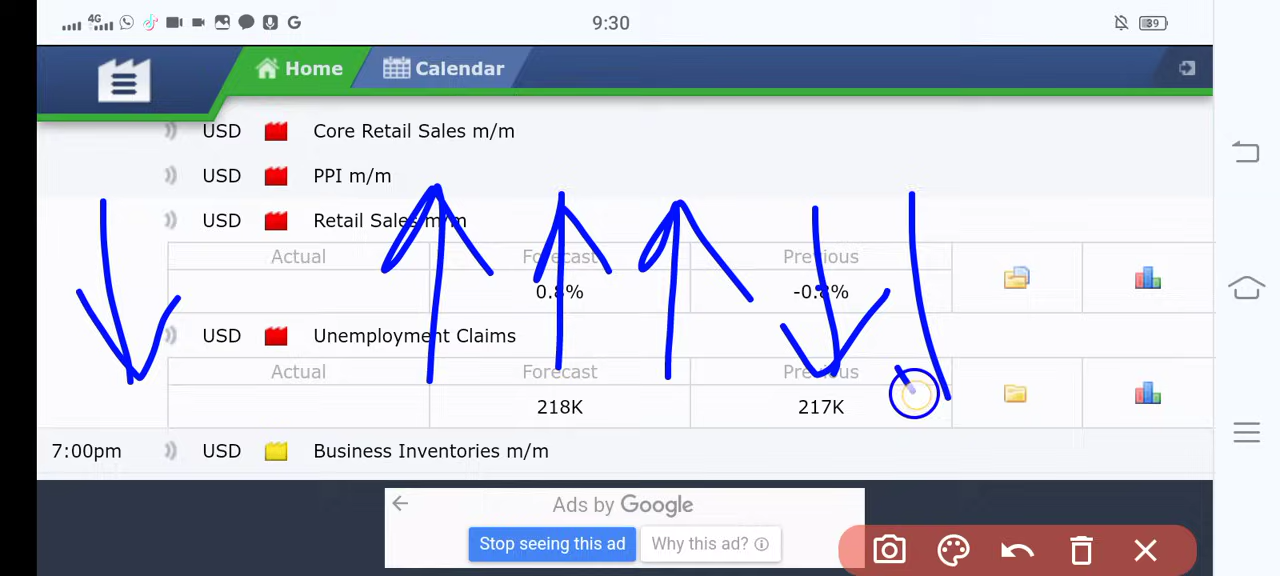 4G 9:30 39
Home Calendar
USD Core Retail Sales m/m
USD PPI m/m
USD Retail Sales m/m
Actual Forecast Previous
0.8% -0.8%
USD Unemployment Claims
Actual Forecast Previous
218K 217K
7:00pm USD Business Inventories m/m
Ads by Google
Stop seeing this ad Why this ad?